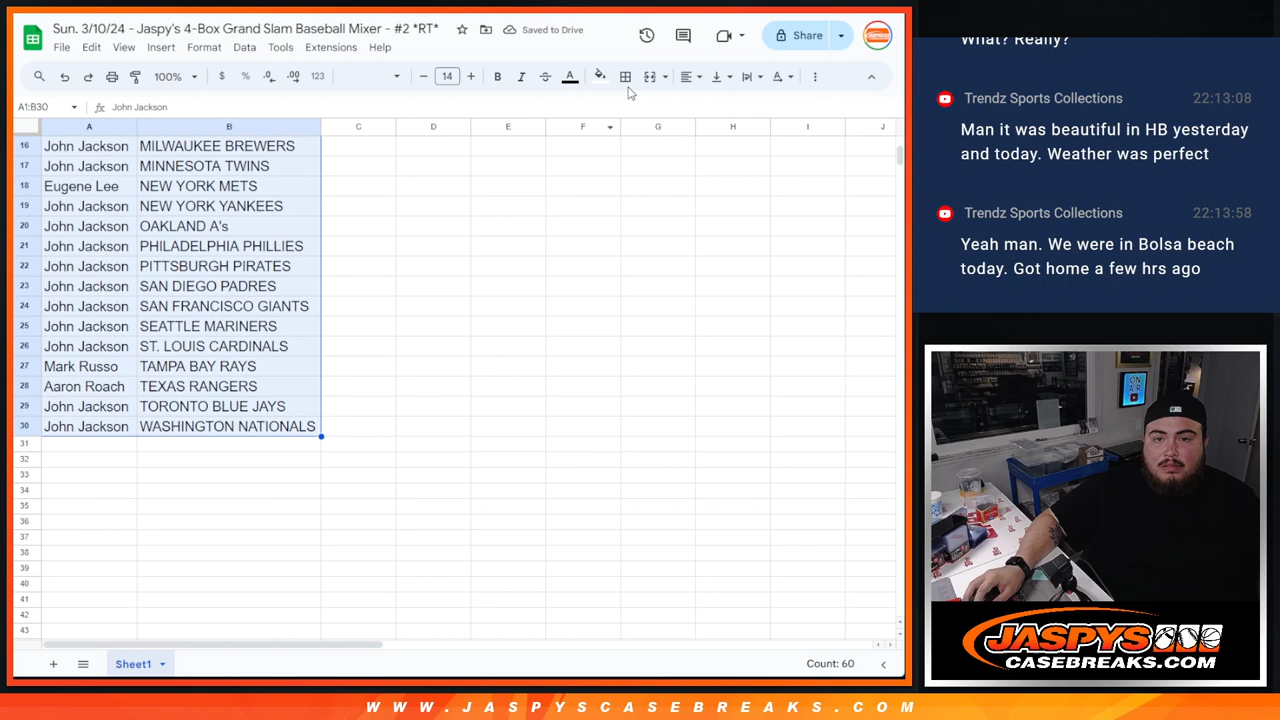 Sun. 3/10/24 - Jaspy's 4-Box Grand Slam Baseball Mixer - #2 *RT*
Saved to Drive
Share
File Edit View Insert Format Data Tools Extensions Help
100% $ % .0 .00 123 14 B I A
A1:B30 fx John Jackson
A B C D E F G H I J
16 John Jackson MILWAUKEE BREWERS
17 John Jackson MINNESOTA TWINS
18 Eugene Lee NEW YORK METS
19 John Jackson NEW YORK YANKEES
20 John Jackson OAKLAND A's
21 John Jackson PHILADELPHIA PHILLIES
22 John Jackson PITTSBURGH PIRATES
23 John Jackson SAN DIEGO PADRES
24 John Jackson SAN FRANCISCO GIANTS
25 John Jackson SEATTLE MARINERS
26 John Jackson ST. LOUIS CARDINALS
27 Mark Russo TAMPA BAY RAYS
28 Aaron Roach TEXAS RANGERS
29 John Jackson TORONTO BLUE JAYS
30 John Jackson WASHINGTON NATIONALS
31
32
33
34
35
36
37
38
39
40
41
42
43
Sheet1
Count: 60
What? Really?
Trendz Sports Collections 22:13:08
Man it was beautiful in HB yesterday
and today. Weather was perfect
Trendz Sports Collections 22:13:58
Yeah man. We were in Bolsa beach
today. Got home a few hrs ago
ON
AR
JASPYS
CASEBREAKS.COM
WWW.JASPYSCASEBREAKS.COM